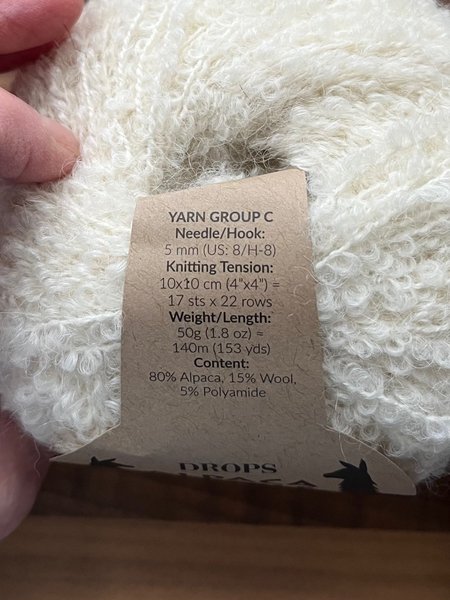 YARN GROUP C
Needle/Hook:
5 mm (US: 8/H-8)
Knitting Tension:
10x10 cm (4"x4") =
17 sts x 22 rows
Weight/Length:
50g (1.8 oz) ≈
140m (153 yds)
Content:
80% Alpaca, 15% Wool,
5% Polyamide
DROPS
ALPACA